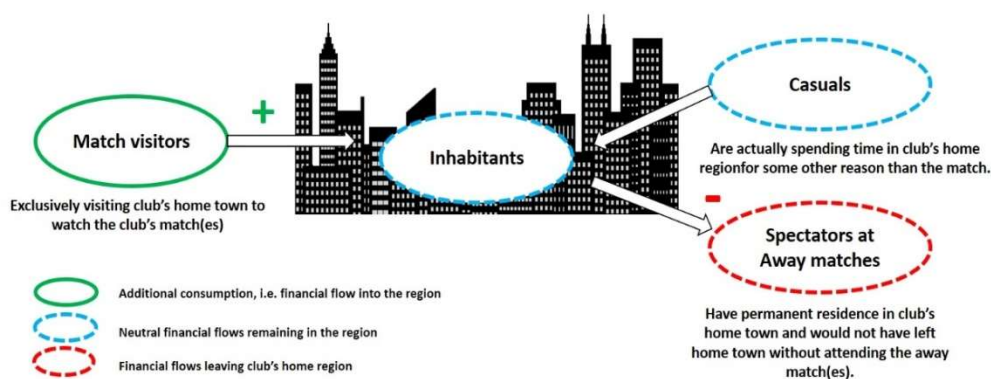 Casuals
+
Match visitors
Inhabitants
Are actually spending time in club's home
regionfor some other reason than the match.
Exclusively visiting club's home town to
watch the club's match(es)
-
Spectators at
Away matches
Additional consumption, i.e. financial flow into the region
Neutral financial flows remaining in the region
Financial flows leaving club's home region
Have permanent residence in club's
home town and would not have left
home town without attending the away
match(es).